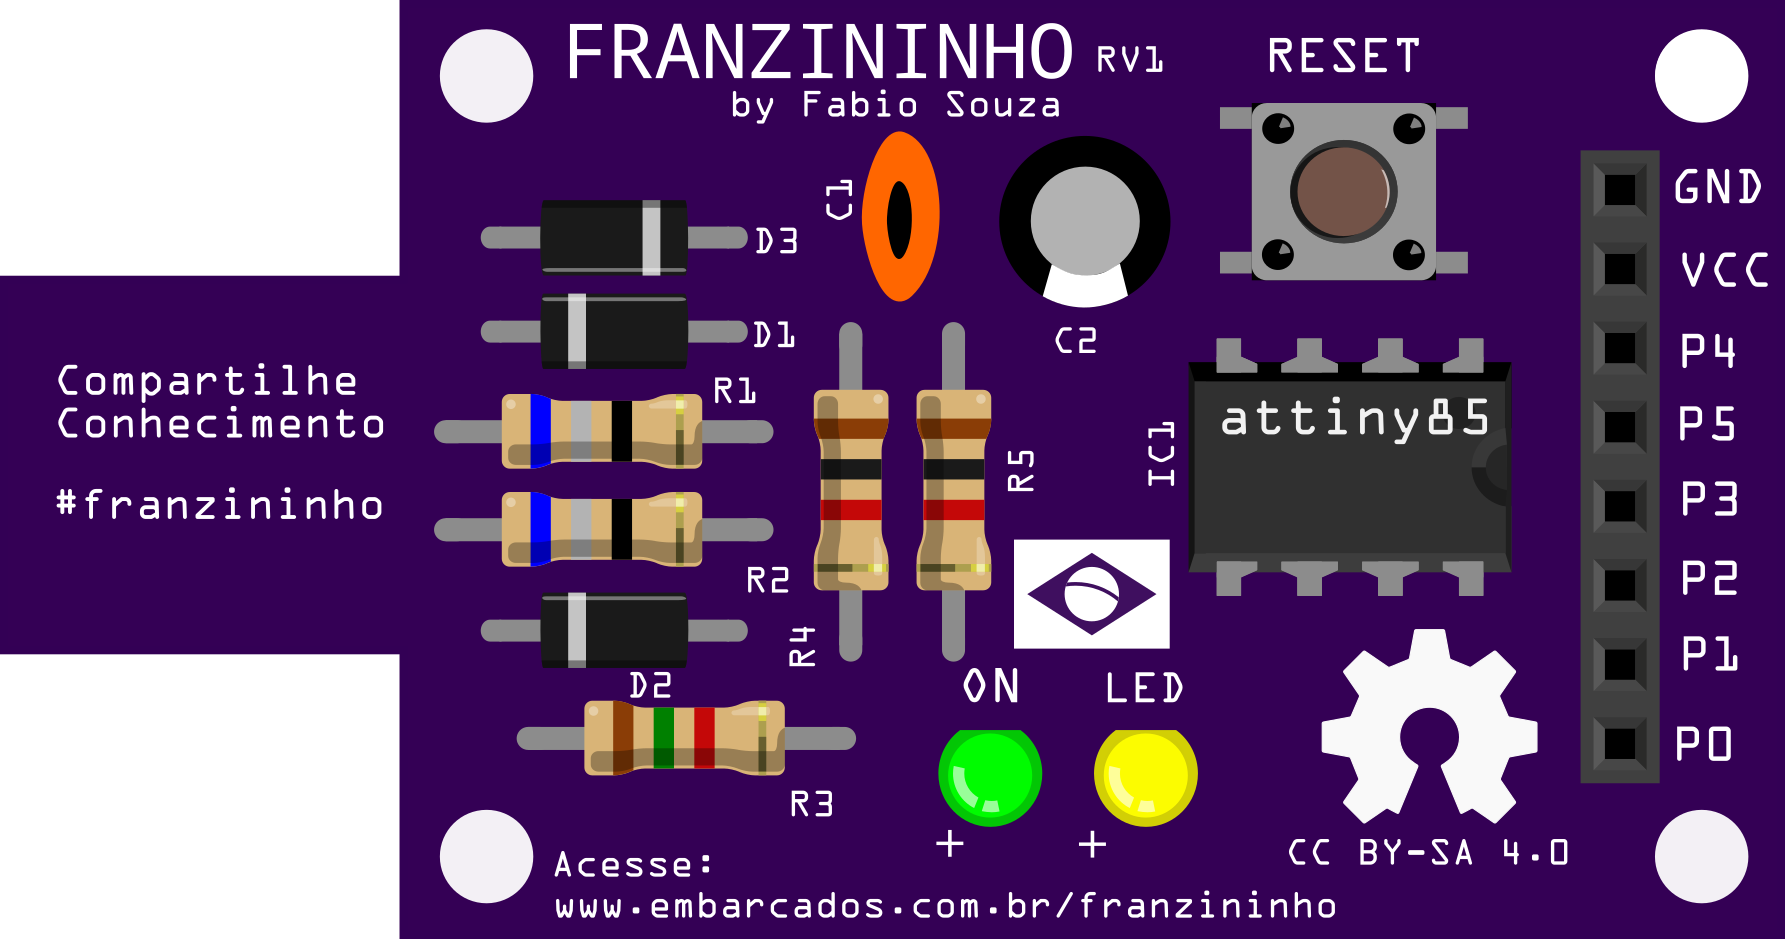 FRANZININHO RV1
by Fabio Souza
RESET
C1
D3
D1
C2
R1
R2
R4
R5
D2
R3
IC1
attiny85
GND
VCC
P4
P5
P3
P2
P1
P0
Compartilhe
Conhecimento
#franzininho
ON
LED
+
+
CC BY-SA 4.0
Acesse:
www.embarcados.com.br/franzininho